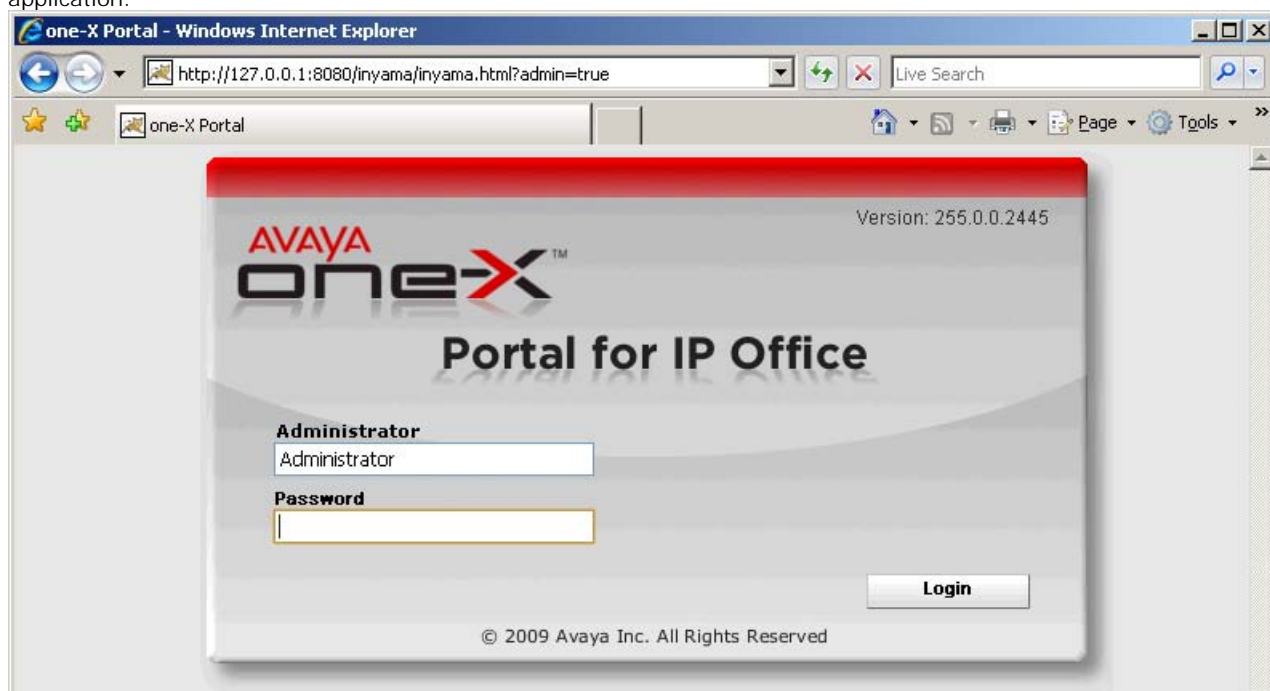 application.
one-X Portal - Windows Internet Explorer
http://127.0.0.1:8080/inyama/inyama.html?admin=true
Live Search
one-X Portal
Page
Tools
»
Version: 255.0.0.2445
AVAYA
one-X™
Portal for IP Office
Administrator
Administrator
Password
Login
© 2009 Avaya Inc. All Rights Reserved